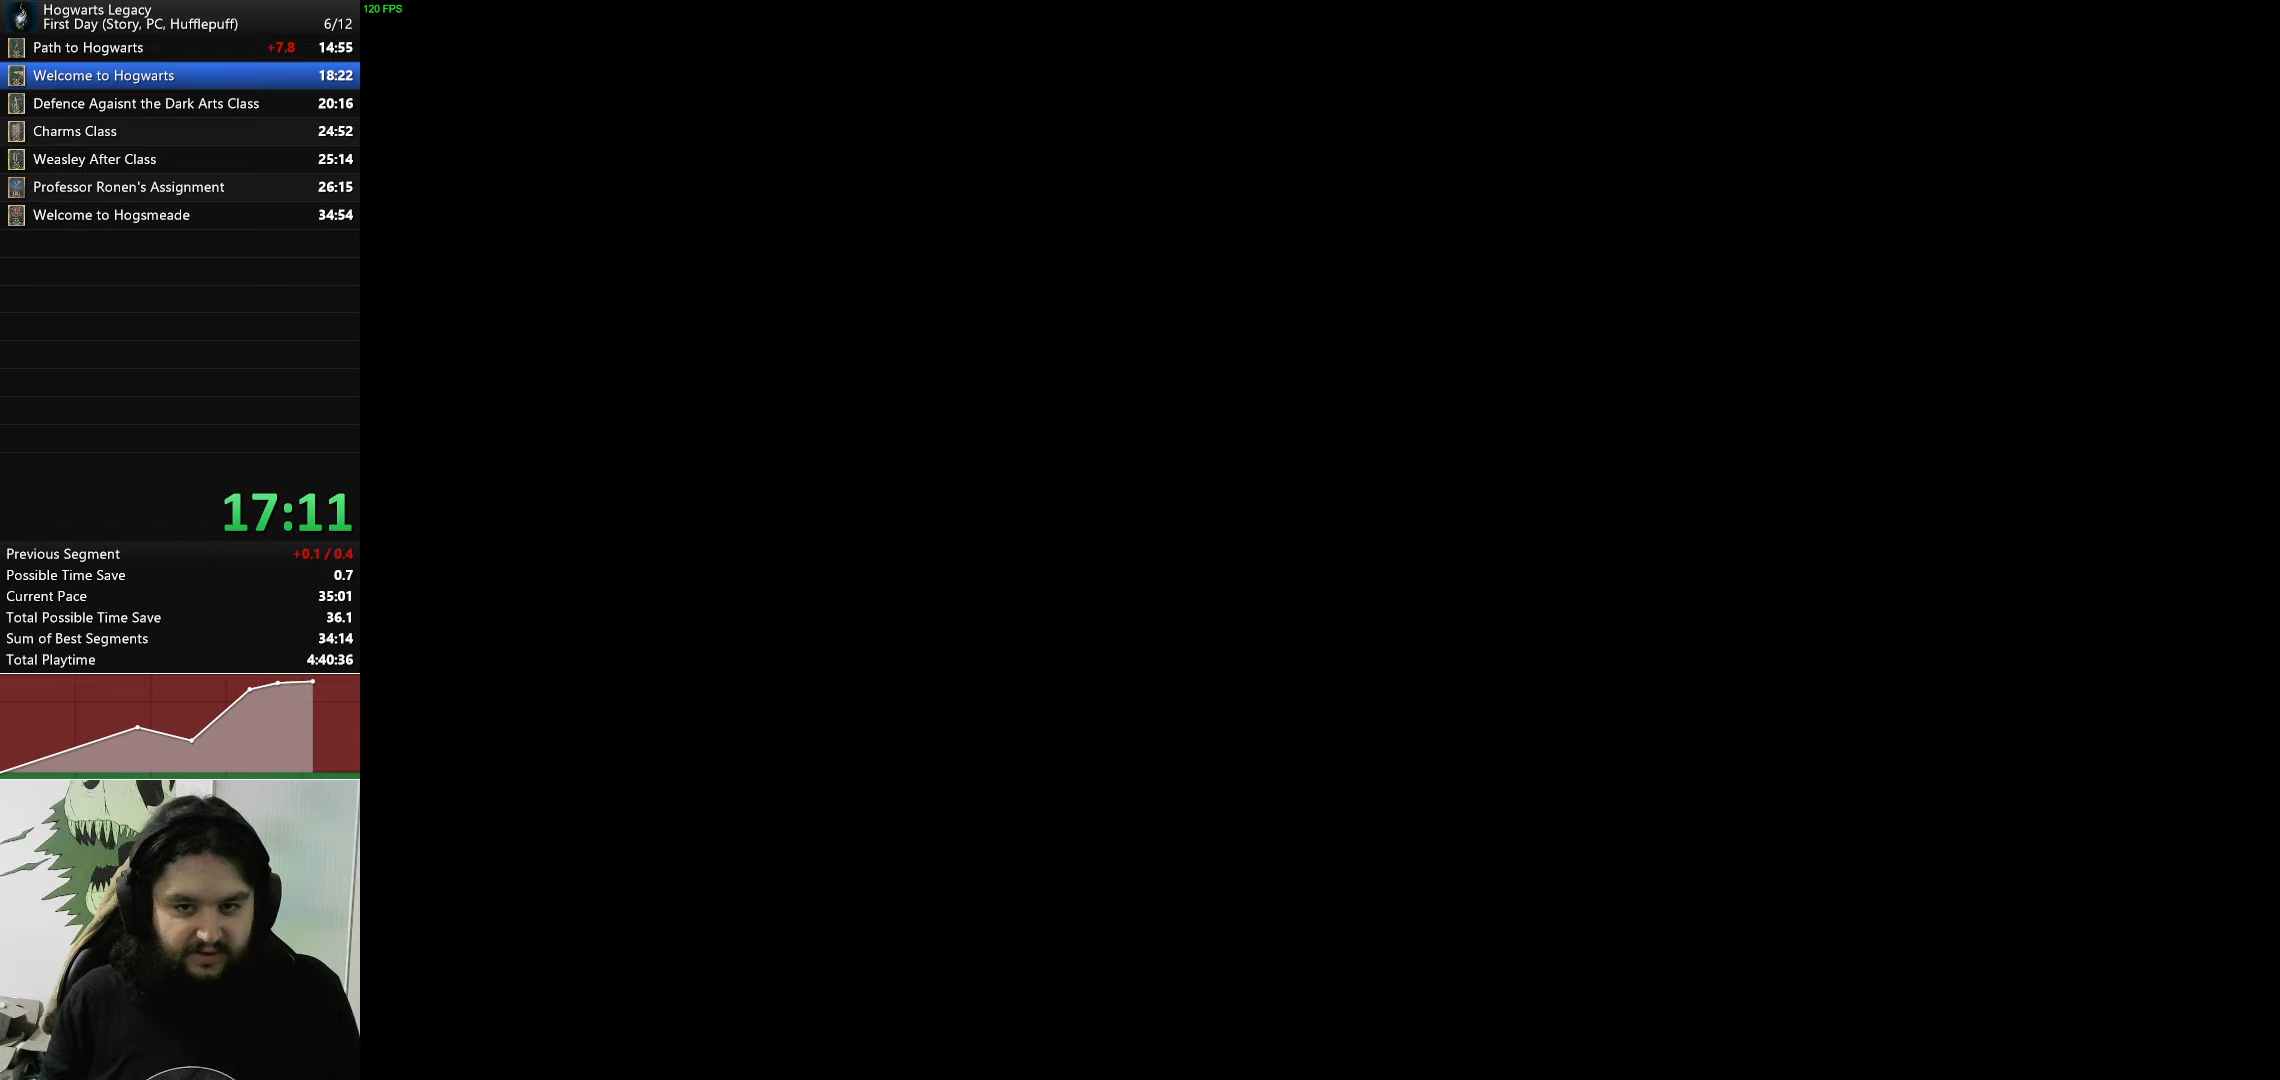 Hogwarts Legacy
First Day (Story, PC, Hufflepuff) 6/12
120 FPS
Path to Hogwarts +7.8 14:55
Welcome to Hogwarts 18:22
Defence Agaisnt the Dark Arts Class 20:16
Charms Class 24:52
Weasley After Class 25:14
Professor Ronen's Assignment 26:15
Welcome to Hogsmeade 34:54
17:11
Previous Segment +0.1 / 0.4
Possible Time Save 0.7
Current Pace 35:01
Total Possible Time Save 36.1
Sum of Best Segments 34:14
Total Playtime 4:40:36